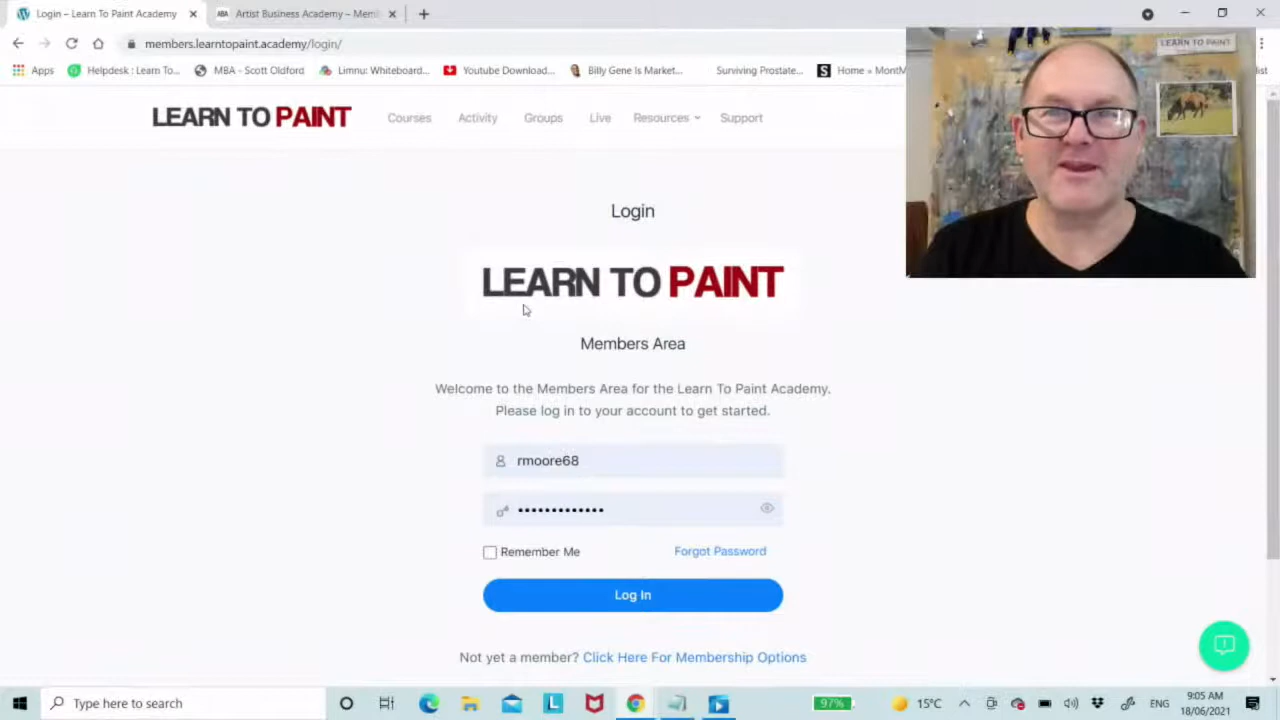 Login – Learn To Paint Academy
ABA Artist Business Academy – Mem
members.learntopaint.academy/login/
Apps Helpdesk : Learn To... MBA - Scott Oldford Limnu: Whiteboard... Youtube Download... Billy Gene Is Market... Surviving Prostate... S Home » MontM
LEARN TO PAINT Courses Activity Groups Live Resources Support
LEARN TO PAINT
Login
LEARN TO PAINT
Members Area
Welcome to the Members Area for the Learn To Paint Academy.
Please log in to your account to get started.
rmoore68
•••••••••••••
Remember Me Forgot Password
Log In
Not yet a member? Click Here For Membership Options
Type here to search
97% 15°C ENG 9:05 AM
18/06/2021